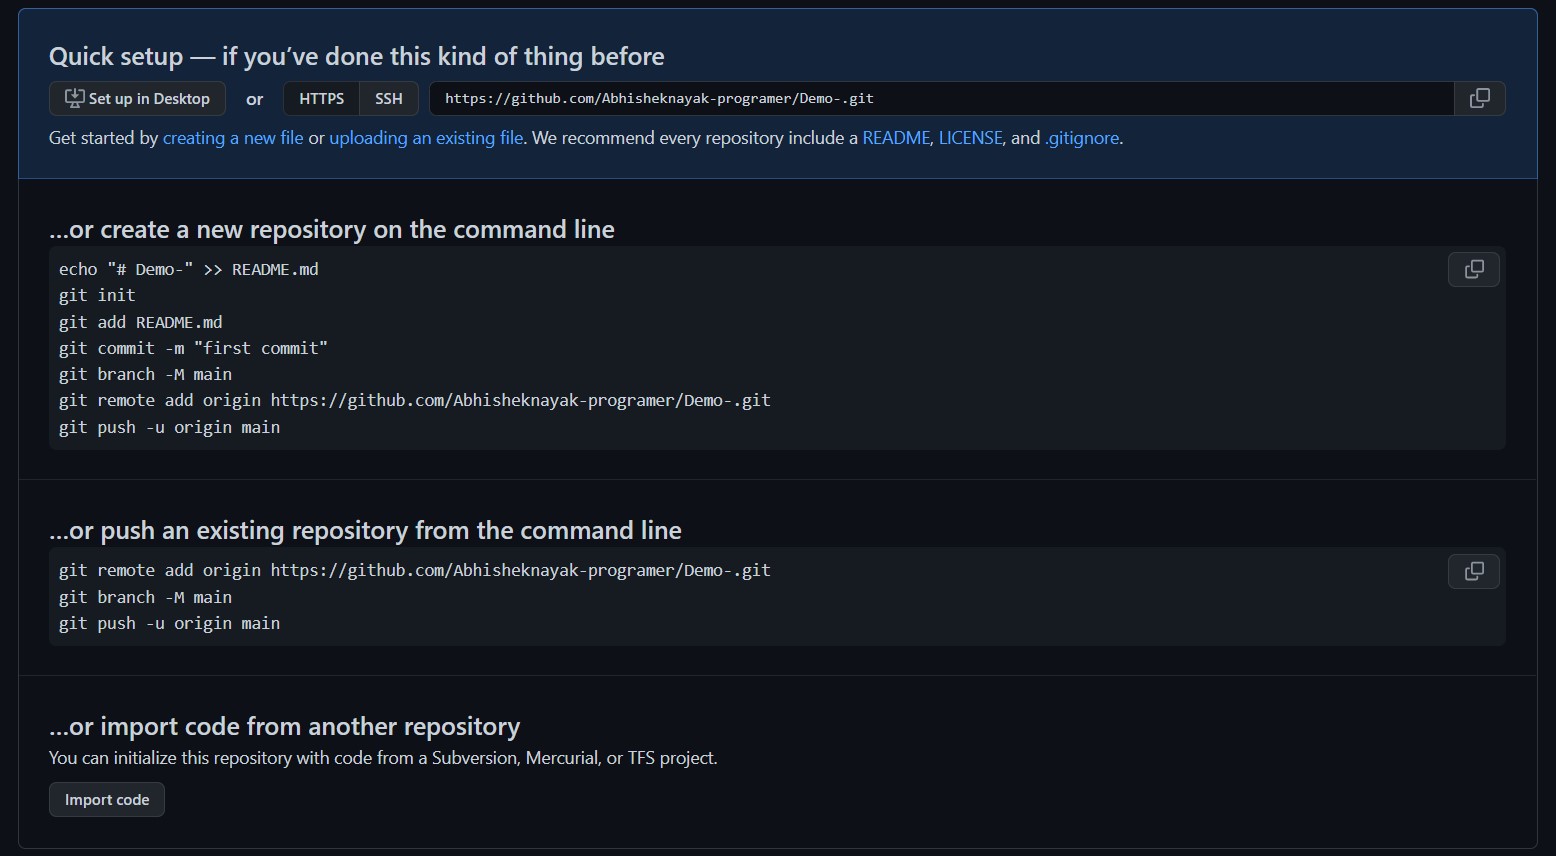 Quick setup — if you’ve done this kind of thing before
Set up in Desktop or HTTPS SSH https://github.com/Abhisheknayak-programer/Demo-.git
Get started by creating a new file or uploading an existing file. We recommend every repository include a README, LICENSE, and .gitignore.
…or create a new repository on the command line
echo "# Demo-" >> README.md
git init
git add README.md
git commit -m "first commit"
git branch -M main
git remote add origin https://github.com/Abhisheknayak-programer/Demo-.git
git push -u origin main
…or push an existing repository from the command line
git remote add origin https://github.com/Abhisheknayak-programer/Demo-.git
git branch -M main
git push -u origin main
…or import code from another repository
You can initialize this repository with code from a Subversion, Mercurial, or TFS project.
Import code